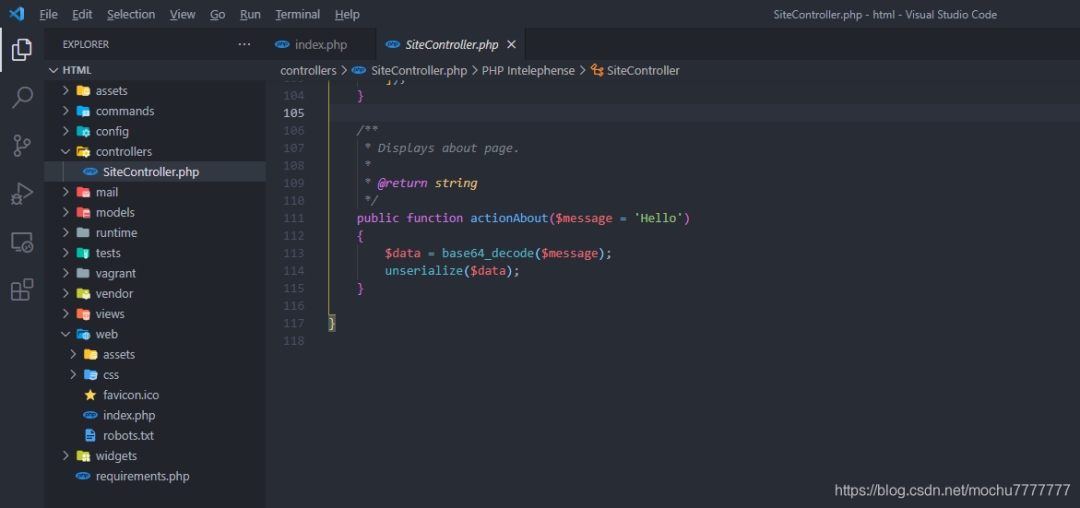 File Edit Selection View Go Run Terminal Help SiteController.php - html - Visual Studio Code
EXPLORER ···
index.php SiteController.php ×
HTML
controllers > SiteController.php > PHP Intelephense > SiteController
assets
commands
config
controllers
SiteController.php
mail
models
runtime
tests
vagrant
vendor
views
web
assets
css
favicon.ico
index.php
robots.txt
widgets
requirements.php
104 }
105
106 /**
107 * Displays about page.
108 *
109 * @return string
110 */
111 public function actionAbout($message = 'Hello')
112 {
113 $data = base64_decode($message);
114 unserialize($data);
115 }
116
117 }
118
https://blog.csdn.net/mochu7777777